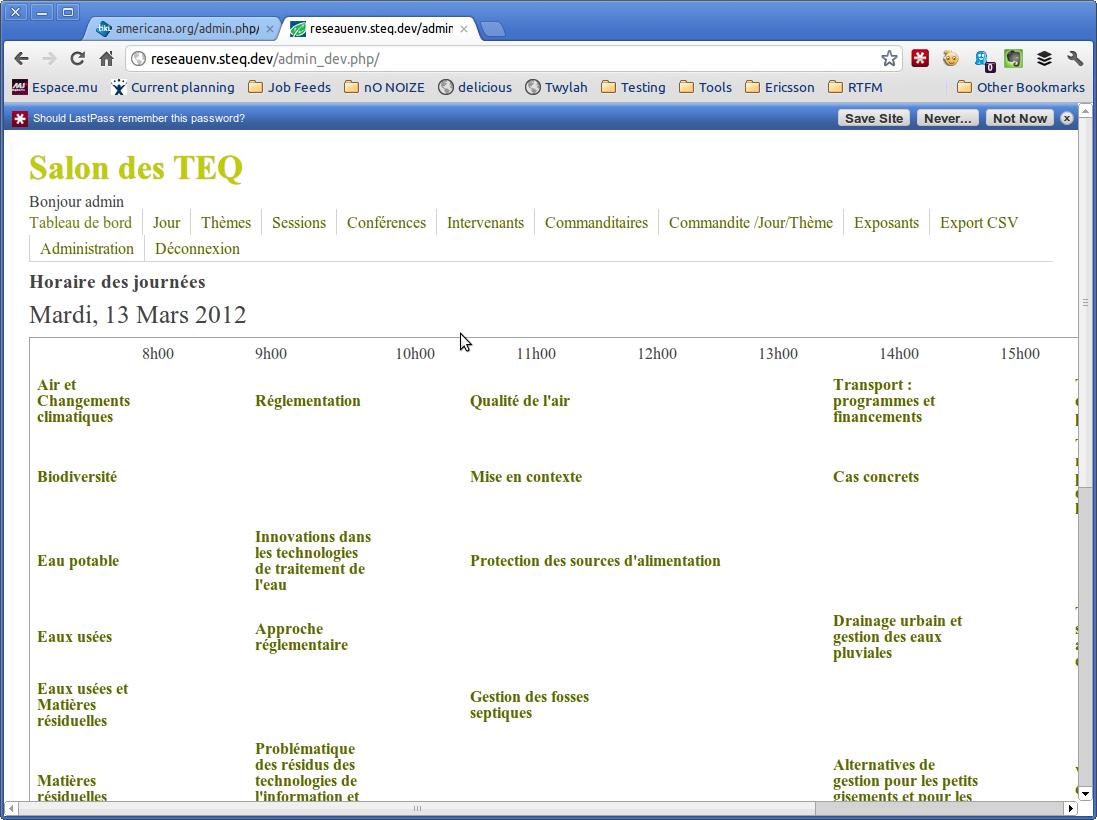 americana.org/admin.php/
reseauenv.steq.dev/admin
reseauenv.steq.dev/admin_dev.php/
0
Espace.mu Current planning Job Feeds nO NOIZE delicious Twylah Testing Tools Ericsson RTFM Other Bookmarks
Should LastPass remember this password? Save Site Never... Not Now
Salon des TEQ
Bonjour admin
Tableau de bord Jour Thèmes Sessions Conférences Intervenants Commanditaires Commandite /Jour/Thème Exposants Export CSV
Administration Déconnexion
Horaire des journées
Mardi, 13 Mars 2012
8h00 9h00 10h00 11h00 12h00 13h00 14h00 15h00
Air et
Changements
climatiques
Réglementation
Qualité de l'air
Transport :
programmes et
financements
Biodiversité
Mise en contexte
Cas concrets
Eau potable
Innovations dans
les technologies
de traitement de
l'eau
Protection des sources d'alimentation
Eaux usées
Approche
réglementaire
Drainage urbain et
gestion des eaux
pluviales
Eaux usées et
Matières
résiduelles
Gestion des fosses
septiques
Matières
résiduelles
Problématique
des résidus des
technologies de
l'information et
Alternatives de
gestion pour les petits
gisements et pour les